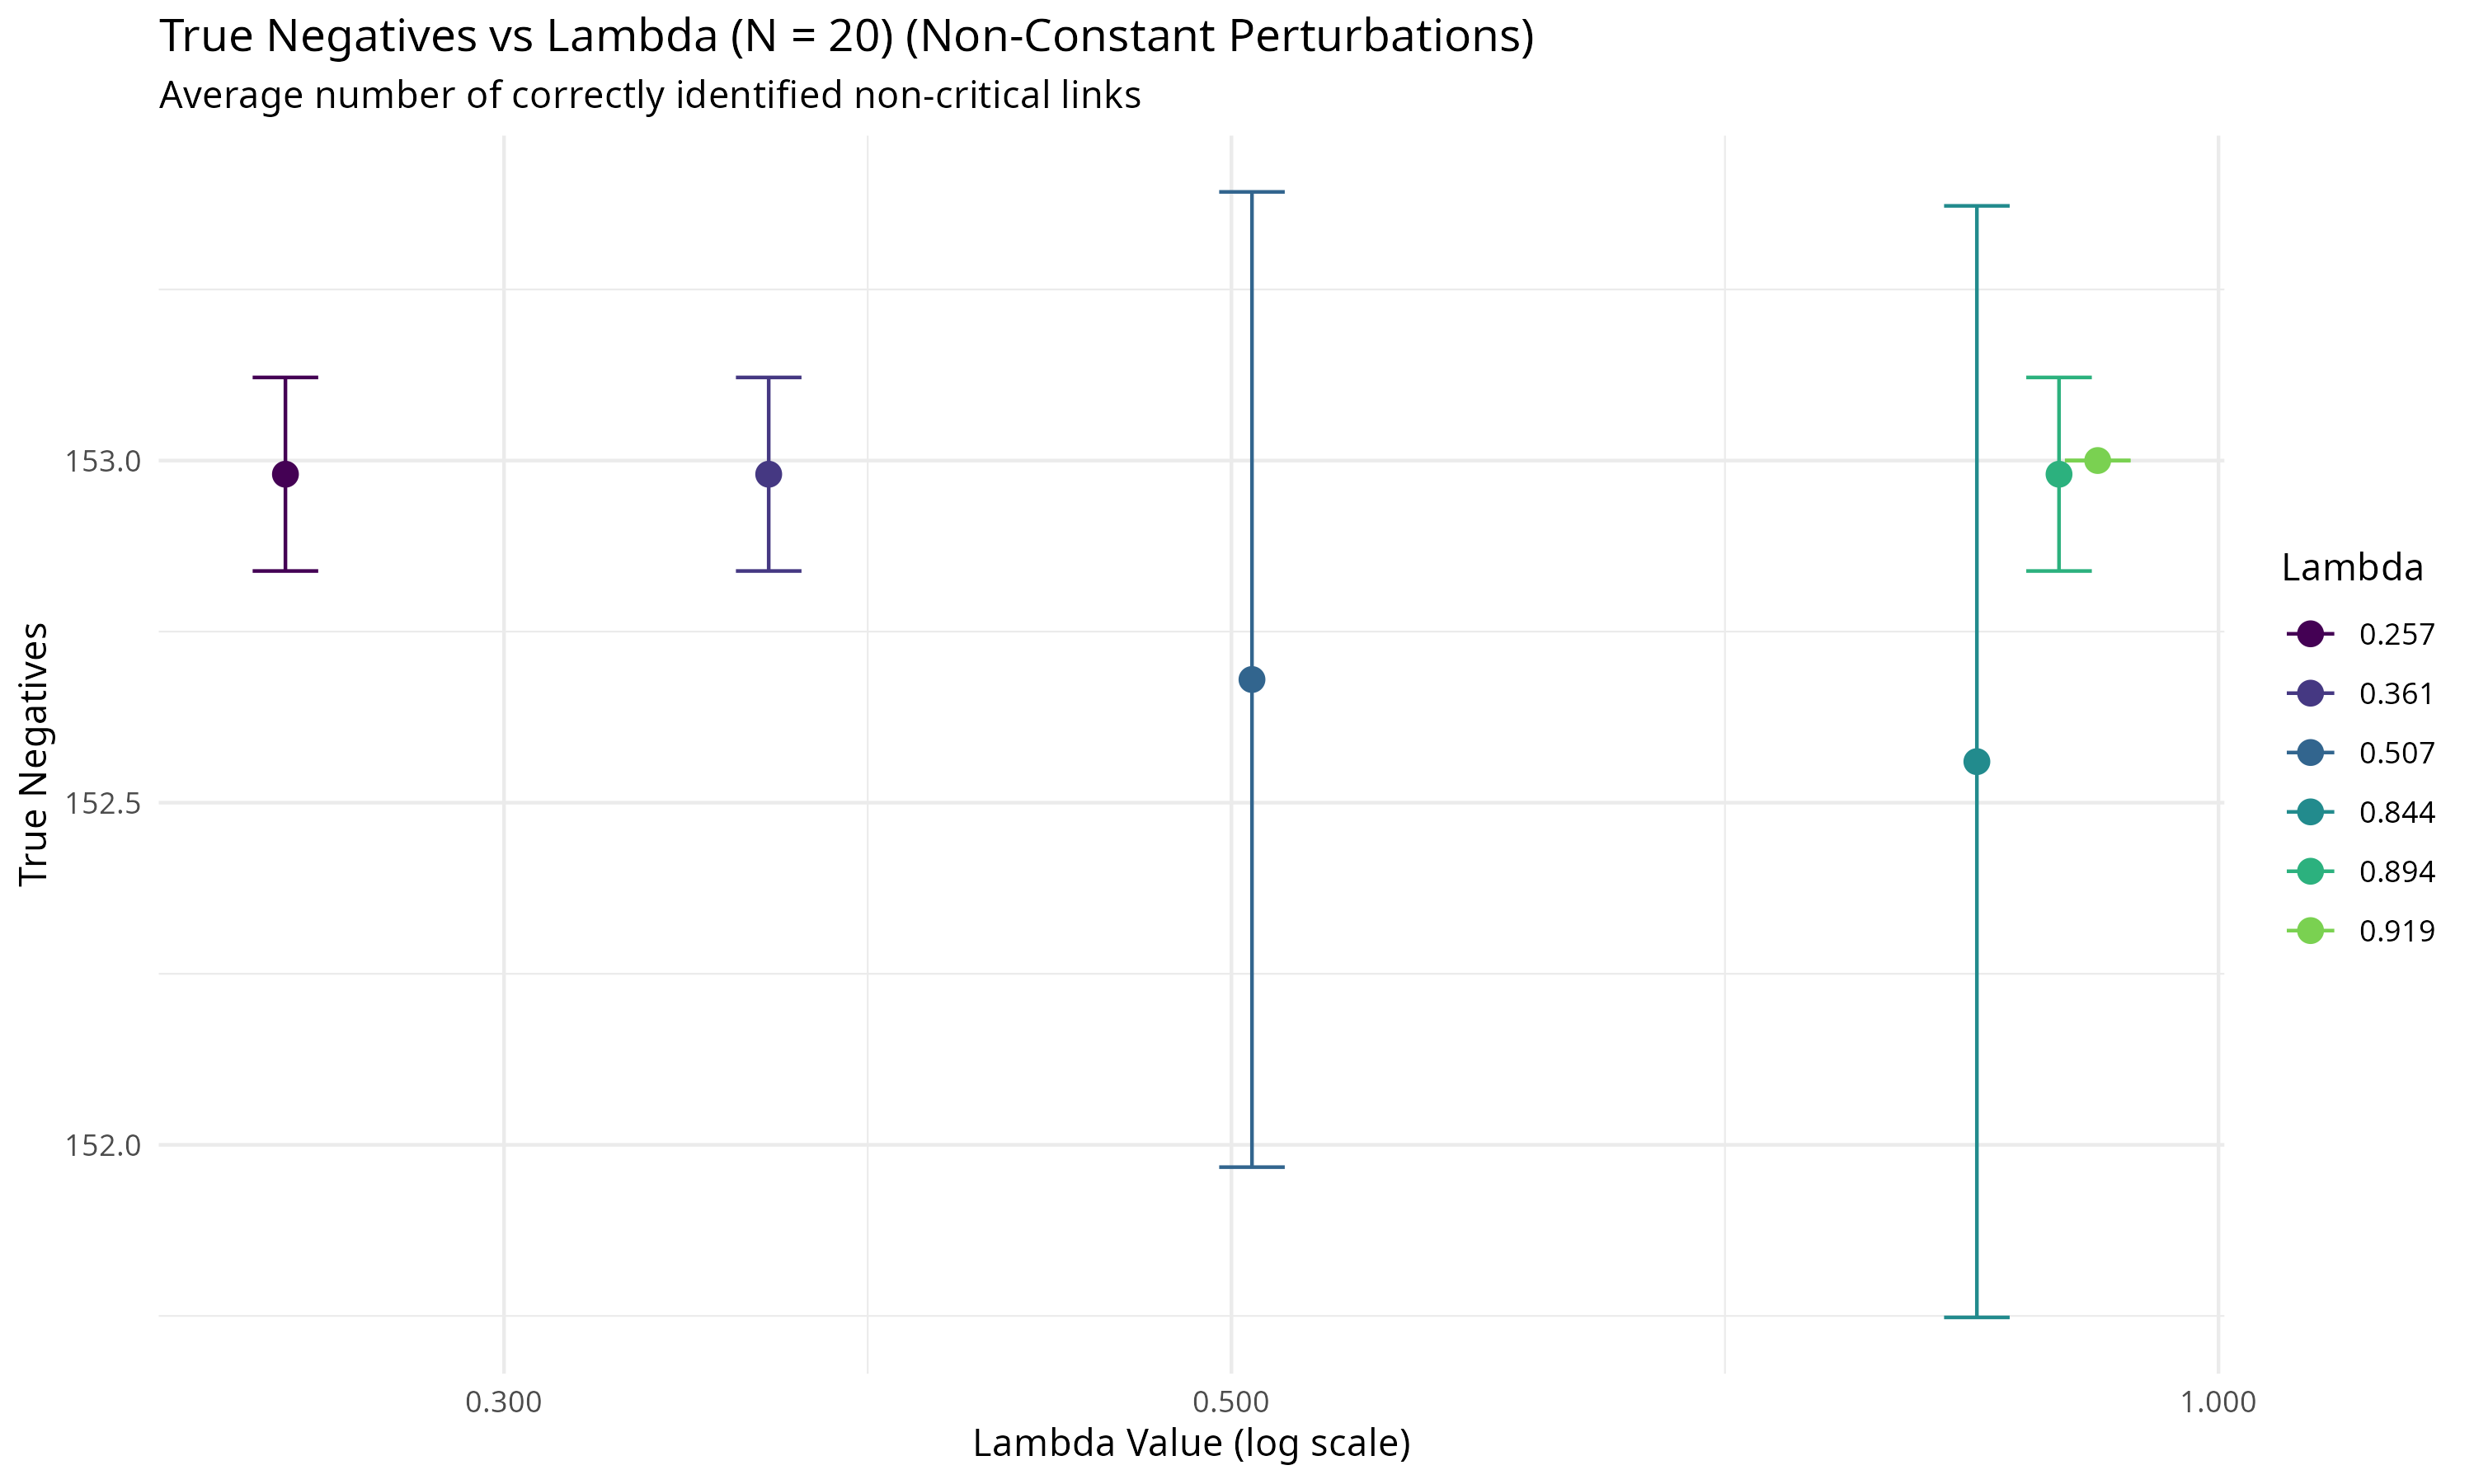 True Negatives vs Lambda (N = 20) (Non-Constant Perturbations)
Average number of correctly identified non-critical links
True Negatives
153.0
152.5
152.0
0.300
0.500
1.000
Lambda Value (log scale)
Lambda
0.257
0.361
0.507
0.844
0.894
0.919